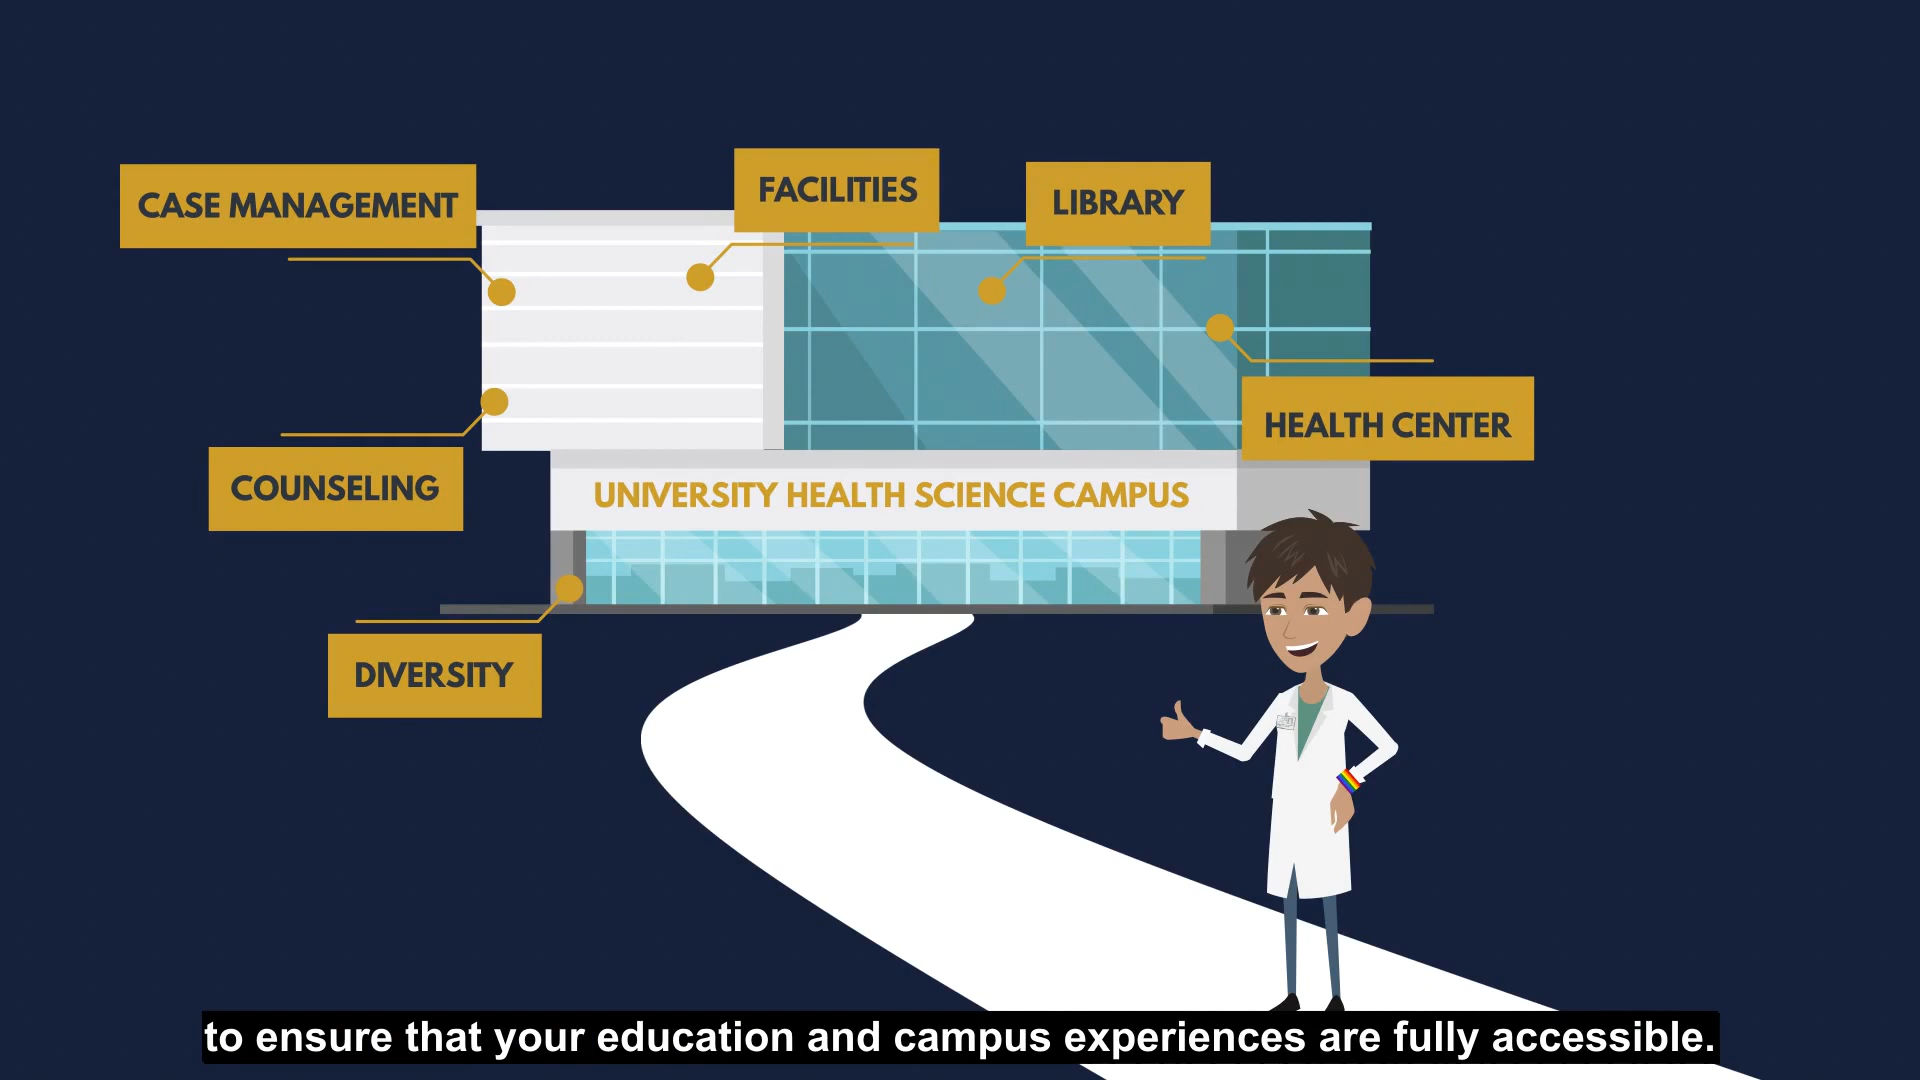 CASE MANAGEMENT
FACILITIES
LIBRARY
HEALTH CENTER
COUNSELING
UNIVERSITY HEALTH SCIENCE CAMPUS
DIVERSITY
to ensure that your education and campus experiences are fully accessible.